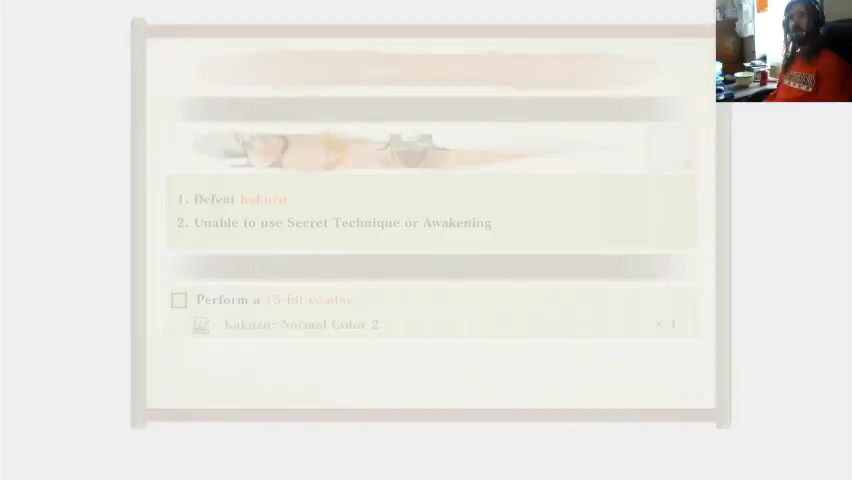 1. Defeat Kakuzu
2. Unable to use Secret Technique or Awakening
Perform a 15-hit combo
Kakuzu: Normal Color 2
× 1